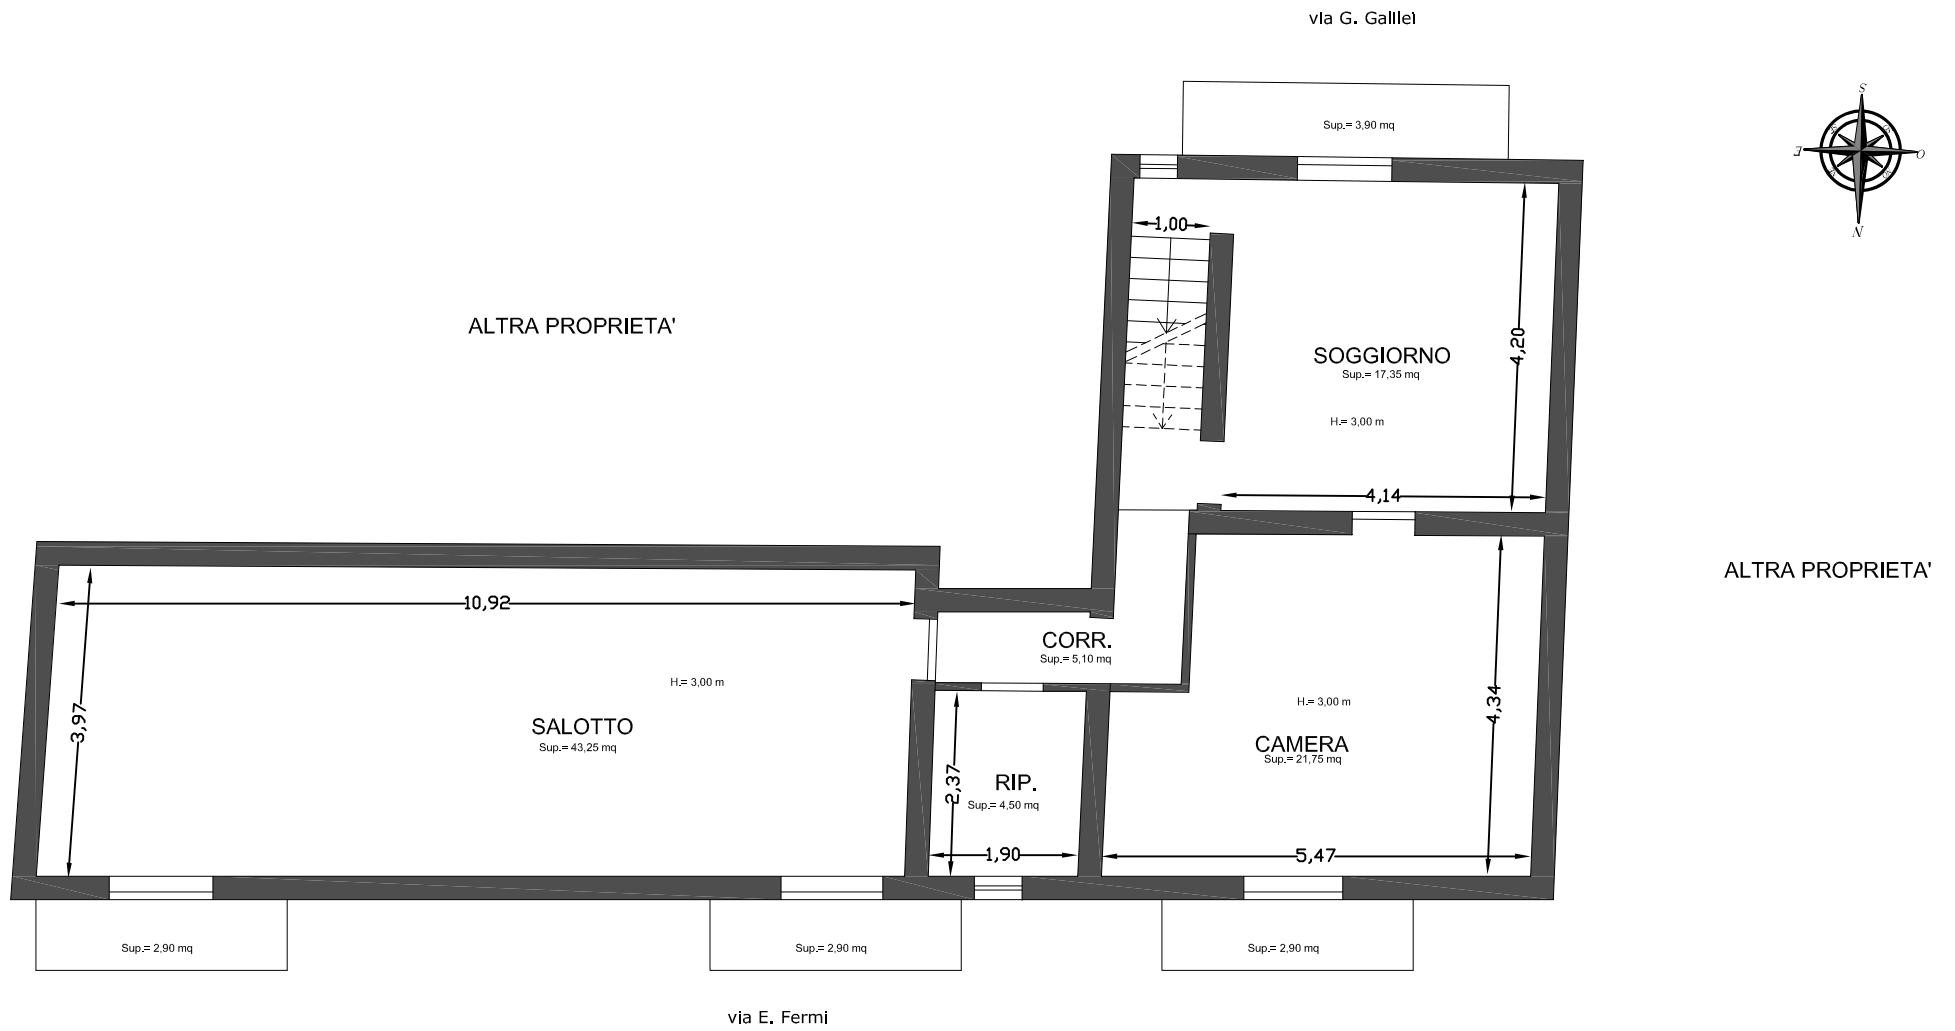 via G. Galilei
S
E
O
N
Sup.= 3,90 mq
1,00
ALTRA PROPRIETA'
SOGGIORNO
Sup.= 17,35 mq
4,20
H.= 3,00 m
4,14
ALTRA PROPRIETA'
10,92
CORR.
Sup.= 5,10 mq
H.= 3,00 m
3,97
SALOTTO
Sup.= 43,25 mq
H.= 3,00 m
4,34
CAMERA
Sup.= 21,75 mq
2,37
RIP.
Sup.= 4,50 mq
1,90
5,47
Sup.= 2,90 mq
Sup.= 2,90 mq
Sup.= 2,90 mq
via E. Fermi